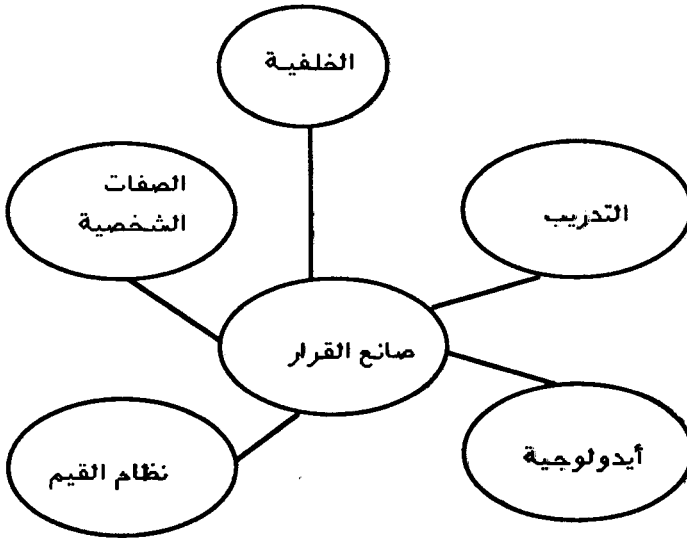 الخلفية
الصفات
الشخصية
التدريب
صانع القرار
نظام القيم
أيدولوجية